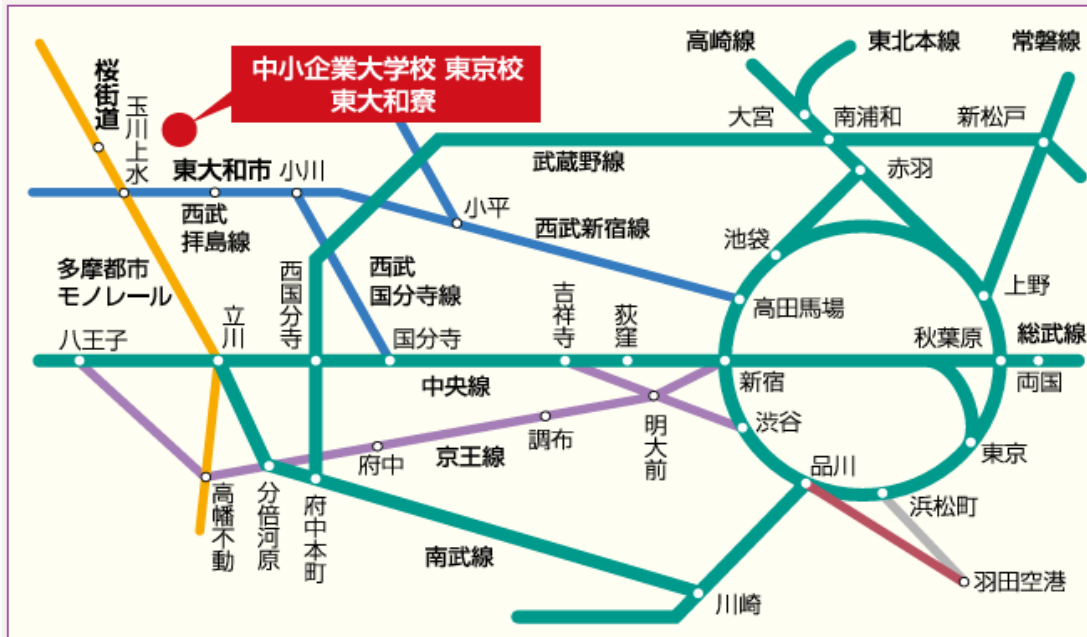 高崎線
東北本線
常磐線
中小企業大学校 東京校
東大和寮
桜街道
玉川上水
大宮
南浦和
新松戸
武蔵野線
東大和市
小川
赤羽
西武
拝島線
小平
西武新宿線
池袋
多摩都市
モノレール
西国分寺
西武
国分寺線
吉祥寺
荻窪
高田馬場
上野
八王子
立川
国分寺
秋葉原
総武線
中央線
新宿
両国
明大前
渋谷
調布
府中
京王線
東京
品川
高幡不動
分倍河原
府中本町
浜松町
南武線
羽田空港
川崎